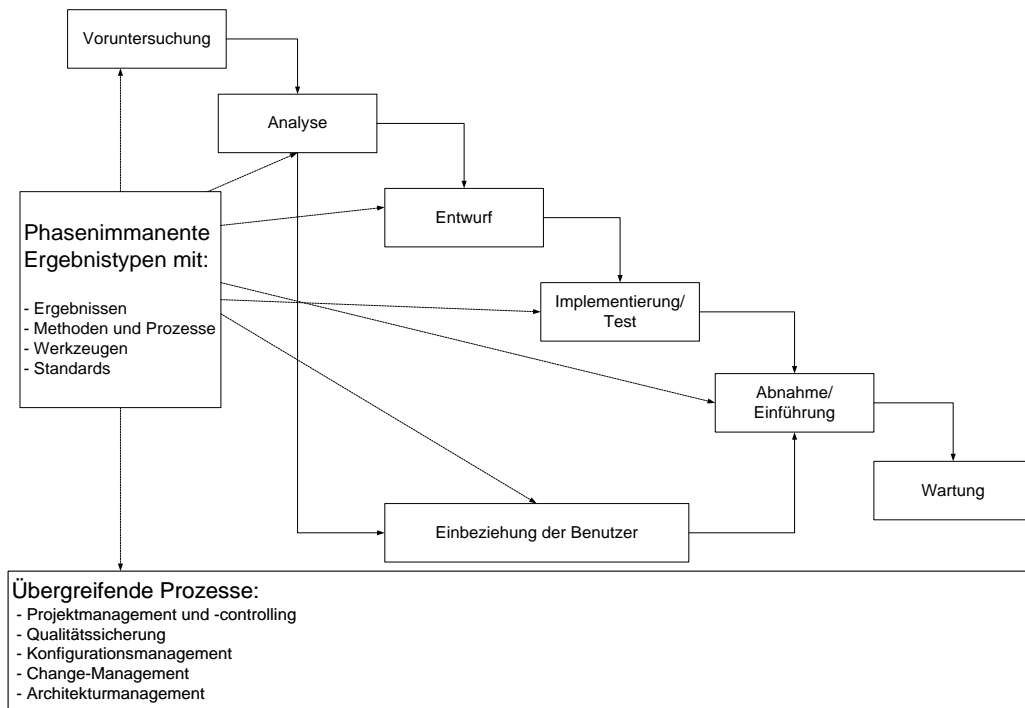 Voruntersuchung
Analyse
Entwurf
Phasenimmanente
Ergebnistypen mit:
- Ergebnissen
- Methoden und Prozesse
- Werkzeugen
- Standards
Implementierung/
Test
Abnahme/
Einführung
Wartung
Einbeziehung der Benutzer
Übergreifende Prozesse:
- Projektmanagement und -controlling
- Qualitätssicherung
- Konfigurationsmanagement
- Change-Management
- Architekturmanagement